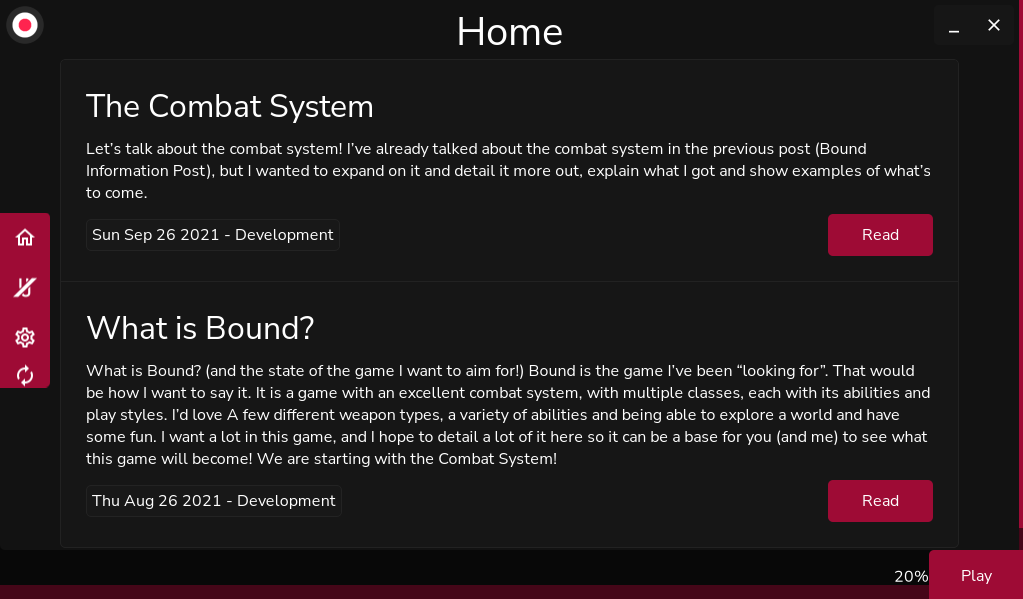 Home
The Combat System
Let’s talk about the combat system! I’ve already talked about the combat system in the previous post (Bound
Information Post), but I wanted to expand on it and detail it more out, explain what I got and show examples of what’s
to come.
Sun Sep 26 2021 - Development
Read
What is Bound?
What is Bound? (and the state of the game I want to aim for!) Bound is the game I’ve been “looking for”. That would
be how I want to say it. It is a game with an excellent combat system, with multiple classes, each with its abilities and
play styles. I’d love A few different weapon types, a variety of abilities and being able to explore a world and have
some fun. I want a lot in this game, and I hope to detail a lot of it here so it can be a base for you (and me) to see what
this game will become! We are starting with the Combat System!
Thu Aug 26 2021 - Development
Read
20%
Play